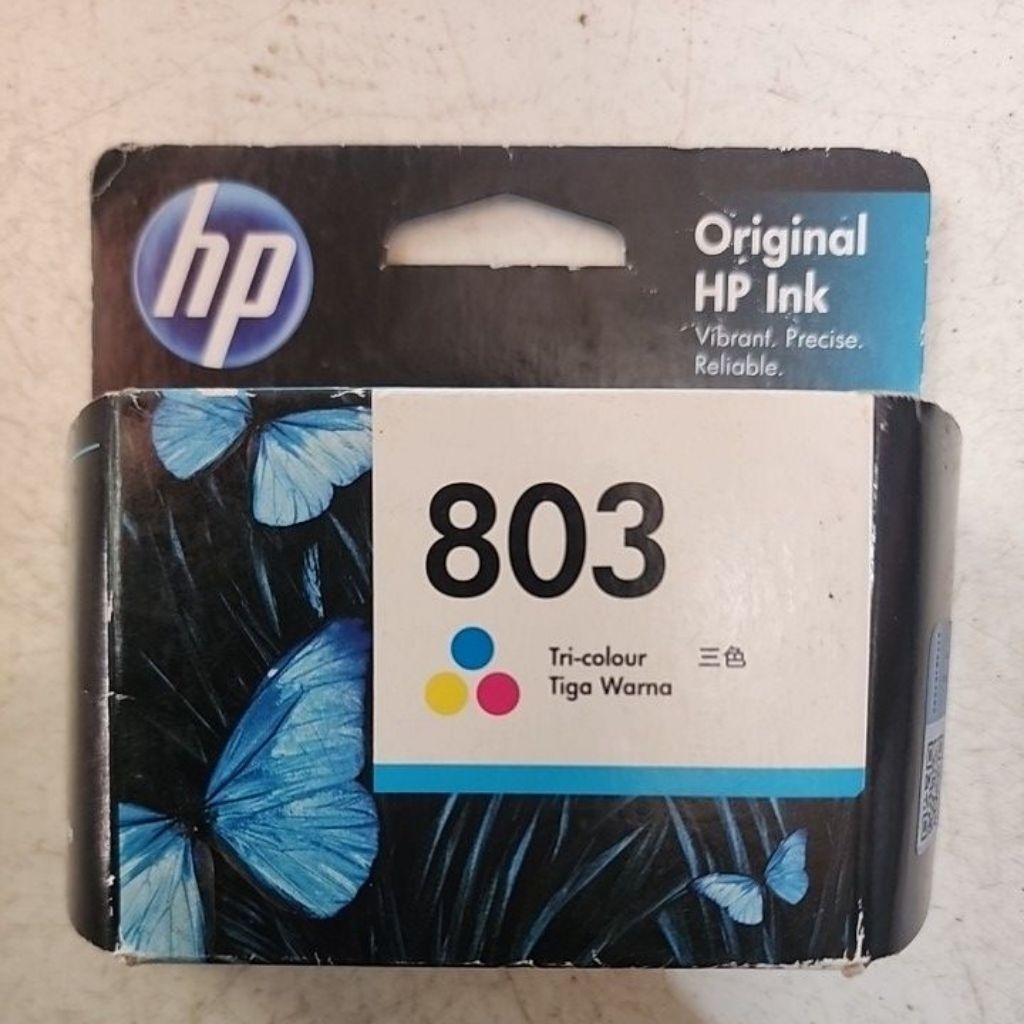 hp
Original
HP Ink
Vibrant. Precise.
Reliable.
803
Tri-colour 三色
Tiga Warna